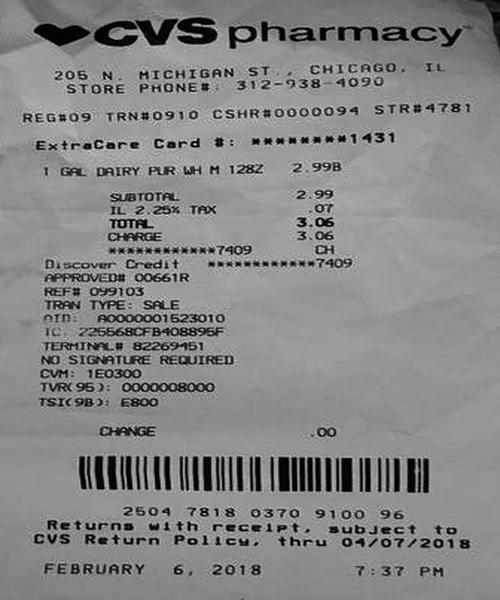 CVS pharmacy
205 N. MICHIGAN ST., CHICAGO, IL
STORE PHONE#: 312-938-4090
REG#09 TRN#0910 CSHR#0000094 STR#4781
ExtraCare Card #: ********1431
1 GAL DAIRY PUR WH M 128Z 2.99B
SUBTOTAL 2.99
IL 2.25% TAX .07
TOTAL 3.06
CHARGE 3.06
************7409 CH
Discover Credit ************7409
APPROVED# 00661R
REF# 099103
TRAN TYPE: SALE
AID: A0000001523010
TC: 225568CFB408895F
TERMINAL# 82269451
NO SIGNATURE REQUIRED
CVM: 1E0300
TVR(95): 0000008000
TSI(9B): E800
CHANGE .00
2504 7818 0370 9100 96
Returns with receipt, subject to
CVS Return Policy, thru 04/07/2018
FEBRUARY 6, 2018 7:37 PM